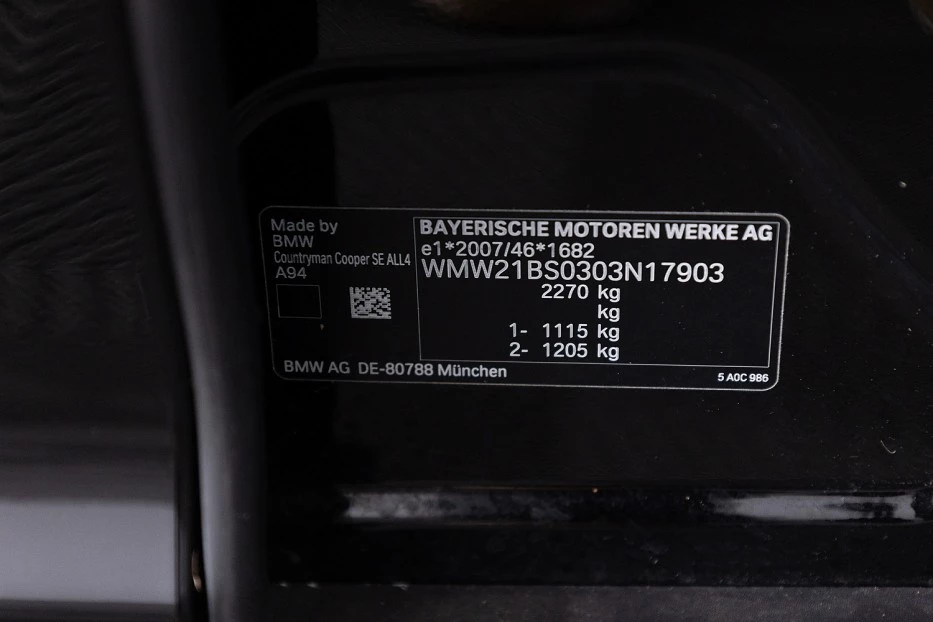 Made by
BMW
Countryman Cooper SE ALL4
A94
BAYERISCHE MOTOREN WERKE AG
e1*2007/46*1682
WMW21BS0303N17903
2270 kg
kg
1- 1115 kg
2- 1205 kg
BMW AG DE-80788 München
5 A0C 986